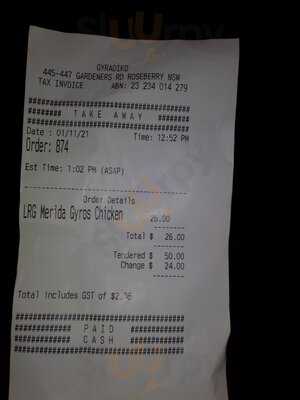 GYRADIKO
445-447 GARDENERS RD ROSEBERRY NSW
TAX INVOICE ABN: 23 234 014 279
##############################
######## TAKE AWAY ########
##############################
Date : 01/11/21 Time: 12:52 PM
Order: 874
Est Time: 1:02 PM (ASAP)
------------------------------
Order Details
LRG Merida Gyros Chicken 26.00
--------
Total $ 26.00
--------
Tendered $ 50.00
Change $ 24.00
--------
Total includes GST of
##############################
########## PAID ##########
########## CASH ##########
##############################